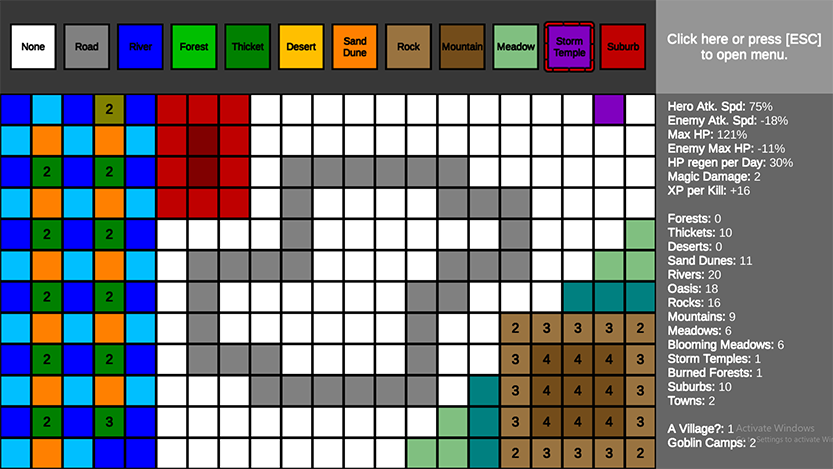 None
Road
River
Forest
Thicket
Desert
Sand
Dune
Rock
Mountain
Meadow
Storm
Temple
Suburb
Click here or press [ESC]
to open menu.
2
2 2
2 2
2 2
2 3 3 3 2
2 2 3 4 4 4 3
3 4 4 4 3
2 3 3 4 4 4 3
2 3 3 3 2
Hero Atk. Spd: 75%
Enemy Atk. Spd: -18%
Max HP: 121%
Enemy Max HP: -11%
HP regen per Day: 30%
Magic Damage: 2
XP per Kill: +16
Forests: 0
Thickets: 10
Deserts: 0
Sand Dunes: 11
Rivers: 20
Oasis: 18
Rocks: 16
Mountains: 9
Meadows: 6
Blooming Meadows: 6
Storm Temples: 1
Burned Forests: 1
Suburbs: 10
Towns: 2
A Village?: 1
Goblin Camps: 2
Activate Windows
Settings to activate